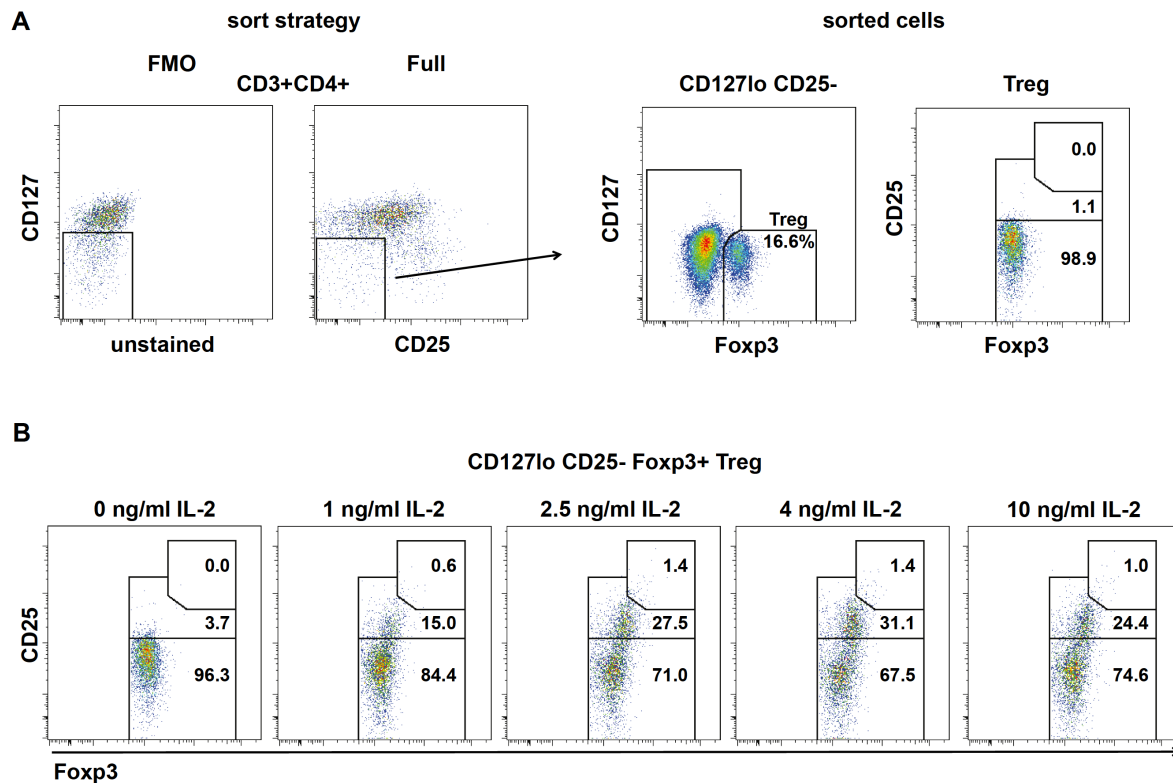 A
sort strategy
sorted cells
FMO
Full
CD3+CD4+
CD127lo CD25-
Treg
CD127
unstained
CD25
CD127
Treg
16.6%
Foxp3
CD25
0.0
1.1
98.9
Foxp3
B
CD127lo CD25- Foxp3+ Treg
0 ng/ml IL-2
1 ng/ml IL-2
2.5 ng/ml IL-2
4 ng/ml IL-2
10 ng/ml IL-2
CD25
0.0
3.7
96.3
0.6
15.0
84.4
1.4
27.5
71.0
1.4
31.1
67.5
1.0
24.4
74.6
Foxp3